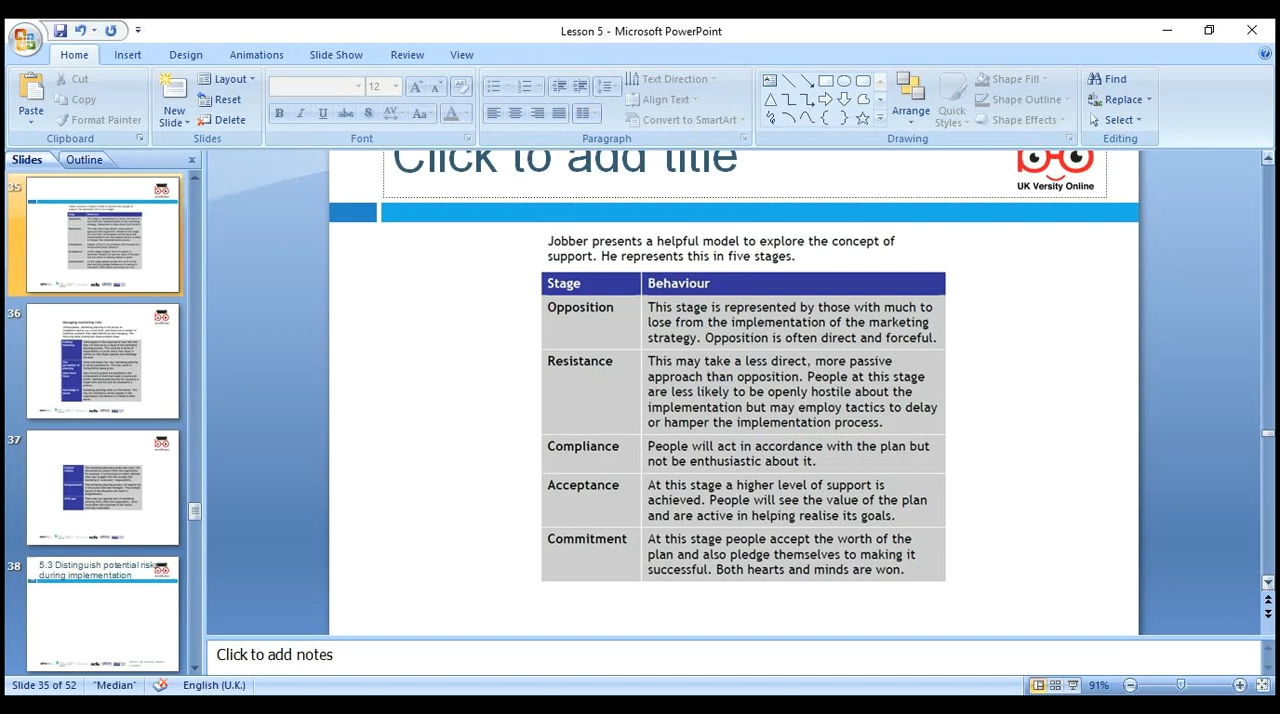 Lesson 5 - Microsoft PowerPoint
Home Insert Design Animations Slide Show Review View
Cut
Copy
Format Painter
Paste
Clipboard
New
Slide
Layout
Reset
Delete
Slides
12
B I U abc S AV Aa A
Font
Text Direction
Align Text
Convert to SmartArt
Paragraph
Arrange
Quick
Styles
Shape Fill
Shape Outline
Shape Effects
Drawing
Find
Replace
Select
Editing
Slides Outline
35
36
37
38
5.3 Distinguish potential risks
during implementation
Click to add title
UK Versity Online
Jobber presents a helpful model to explore the concept of
support. He represents this in five stages.
Stage Behaviour
Opposition This stage is represented by those with much to
lose from the implementation of the marketing
strategy. Opposition is often direct and forceful.
Resistance This may take a less direct, more passive
approach than opposition. People at this stage
are less likely to be openly hostile about the
implementation but may employ tactics to delay
or hamper the implementation process.
Compliance People will act in accordance with the plan but
not be enthusiastic about it.
Acceptance At this stage a higher level of support is
achieved. People will see the value of the plan
and are active in helping realise its goals.
Commitment At this stage people accept the worth of the
plan and also pledge themselves to making it
successful. Both hearts and minds are won.
Click to add notes
Slide 35 of 52 "Median" English (U.K.) 91%